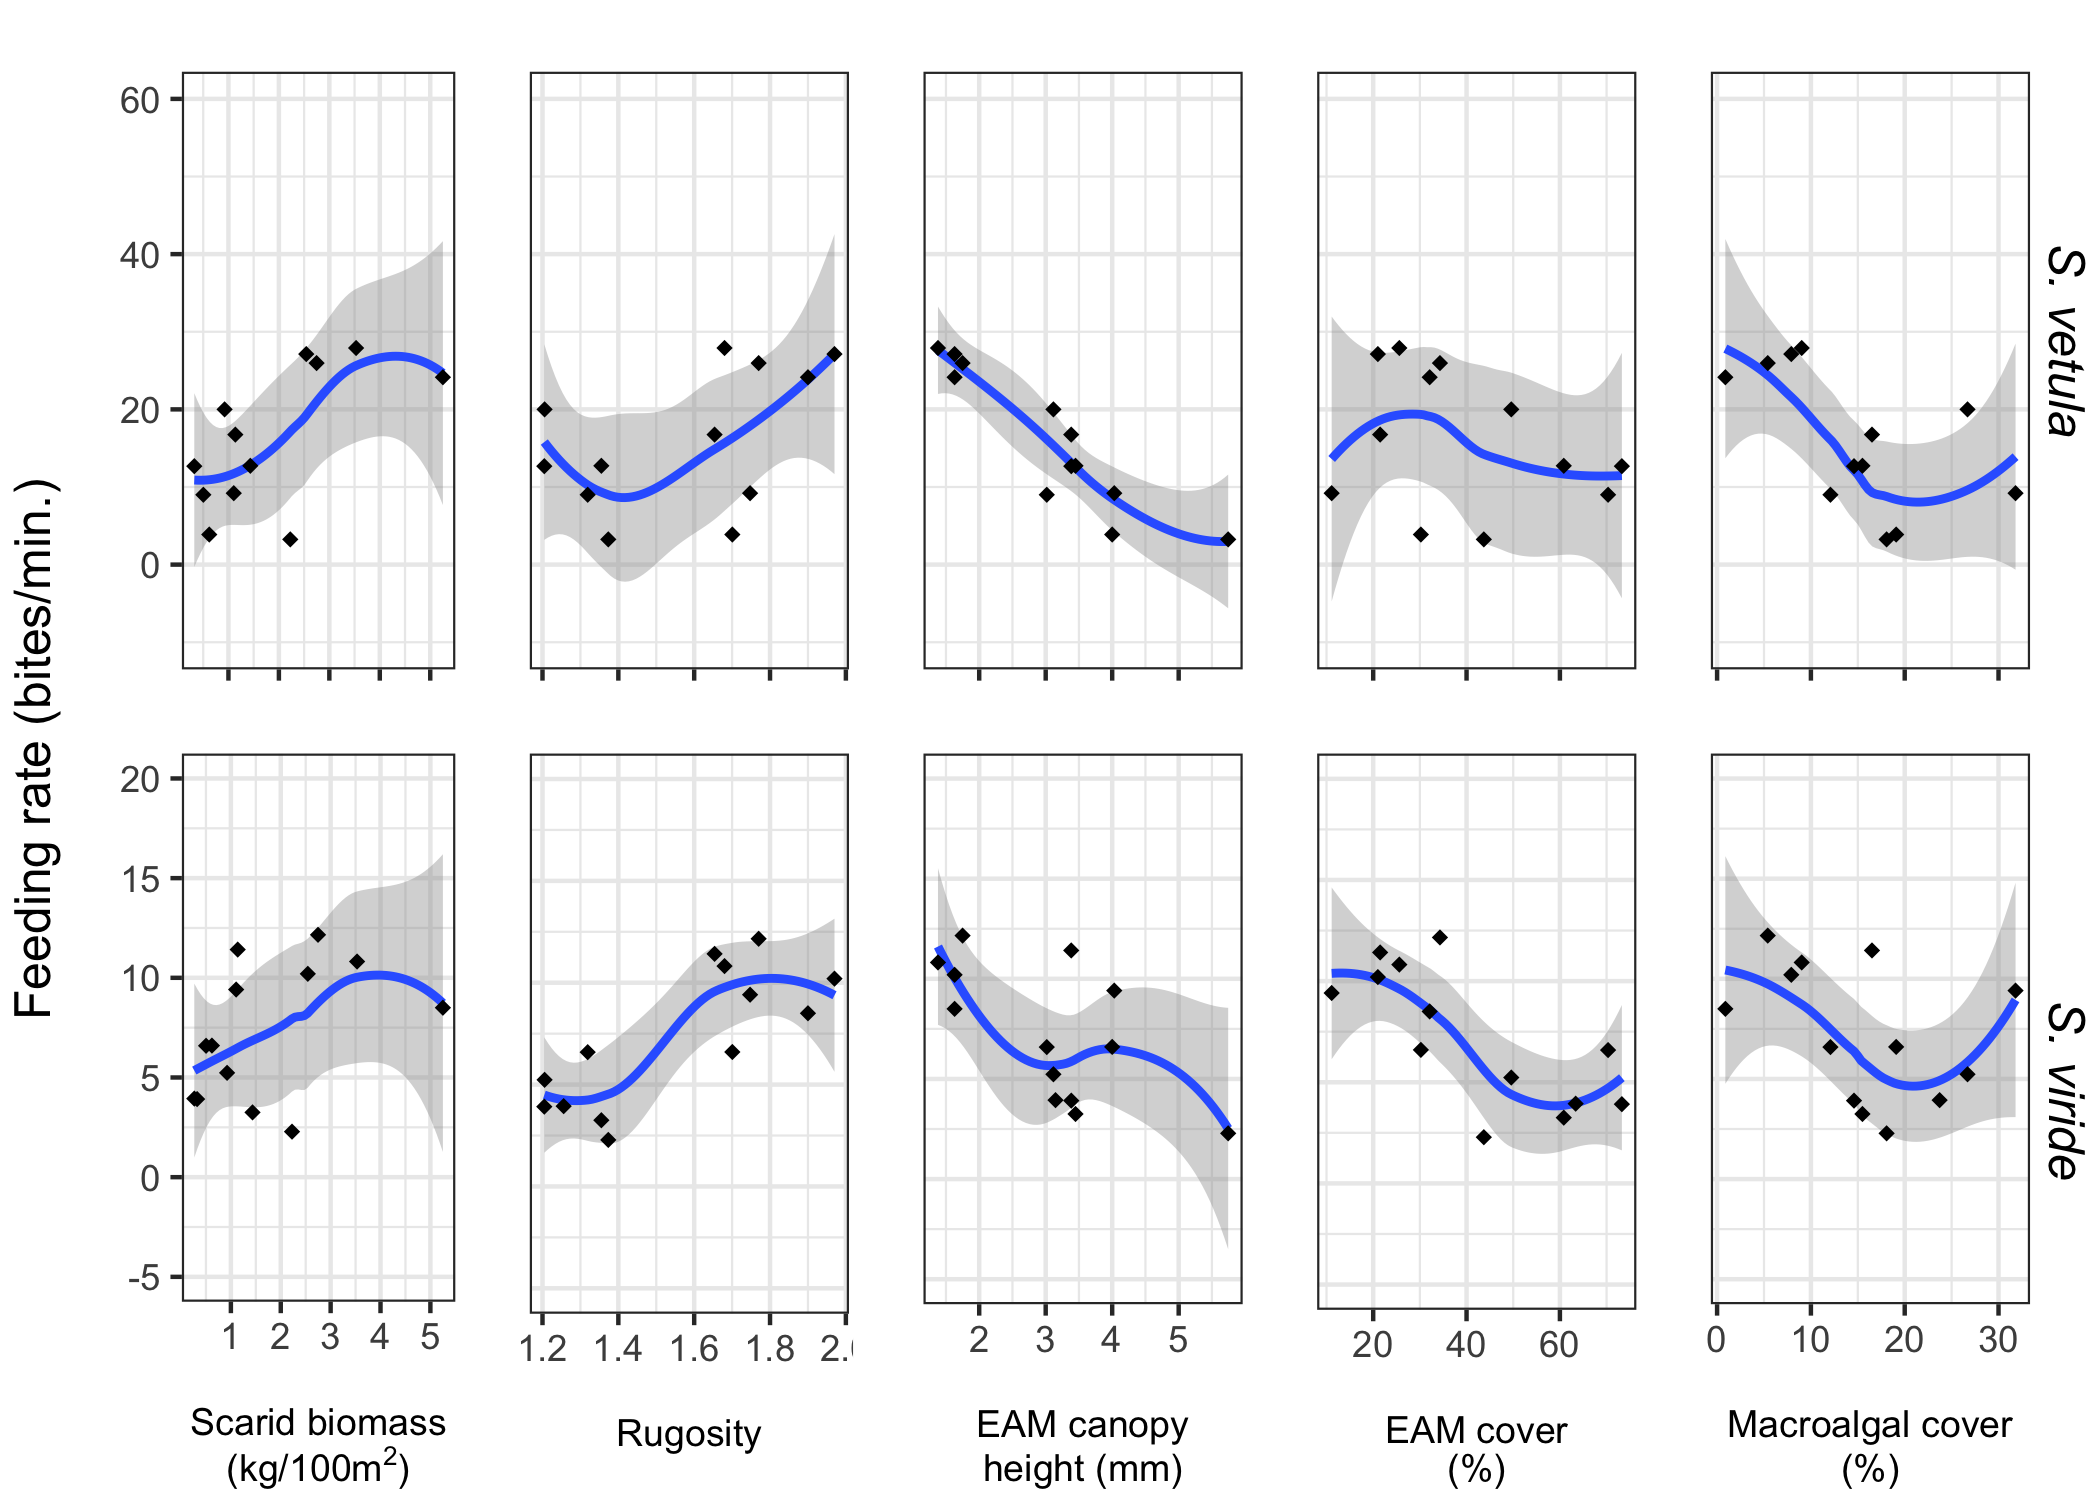 Feeding rate (bites/min.)
60
40
20
0
S. vetula
20
15
10
5
0
-5
S. viride
1 2 3 4 5
1.2 1.4 1.6 1.8 2.0
2 3 4 5
20 40 60
0 10 20 30
Scarid biomass
(kg/100m²)
Rugosity
EAM canopy
height (mm)
EAM cover
(%)
Macroalgal cover
(%)